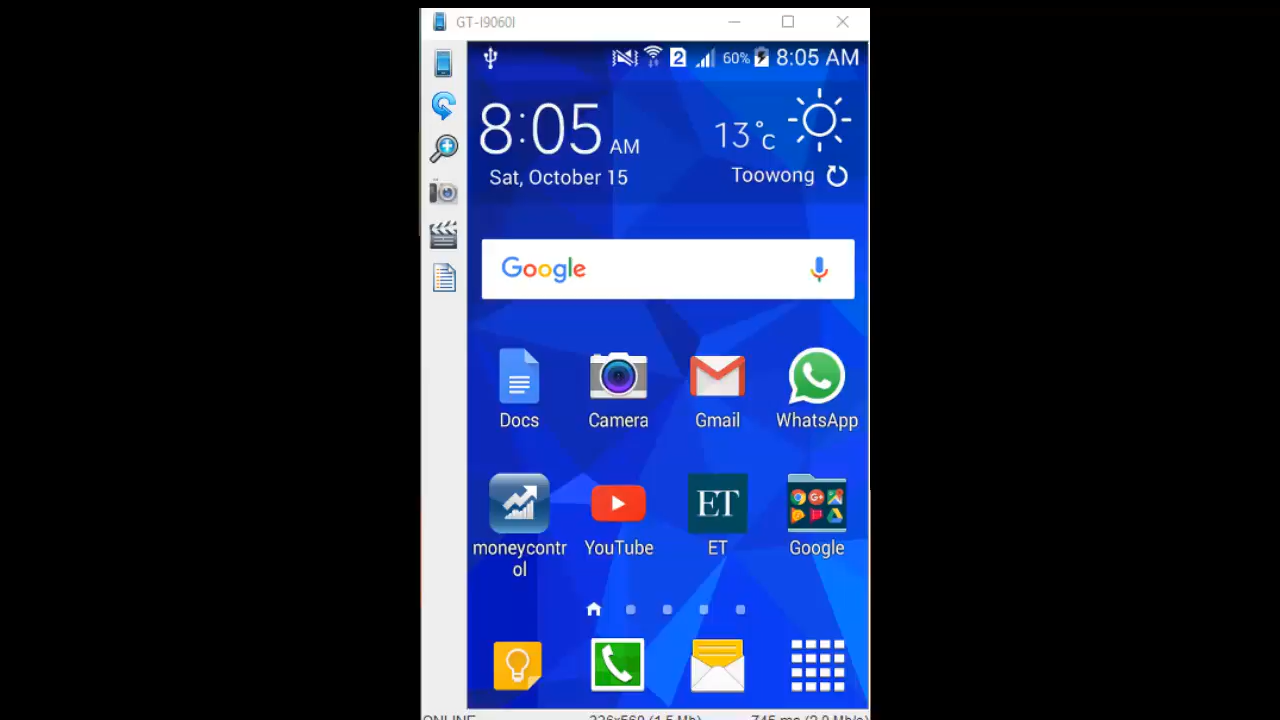 GT-I9060I
2 60% 8:05 AM
8:05 AM
13°C
Sat, October 15
Toowong
Google
Docs
Camera
Gmail
WhatsApp
ET
moneycontr
ol
YouTube
ET
Google
ONLINE